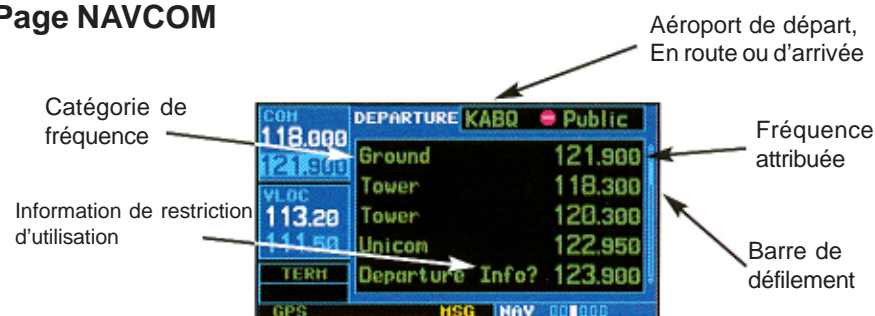 Page NAVCOM
Aéroport de départ,
En route ou d'arrivée
Catégorie de
fréquence
Information de restriction
d'utilisation
COM
118.000
121.900
VLOC
113.20
111.50
TERM
GPS
DEPARTURE KABQ Public
Ground 121.900
Tower 118.300
Tower 120.300
Unicom 122.950
Departure Info? 123.900
MSG NAV
Fréquence
attribuée
Barre de
défilement